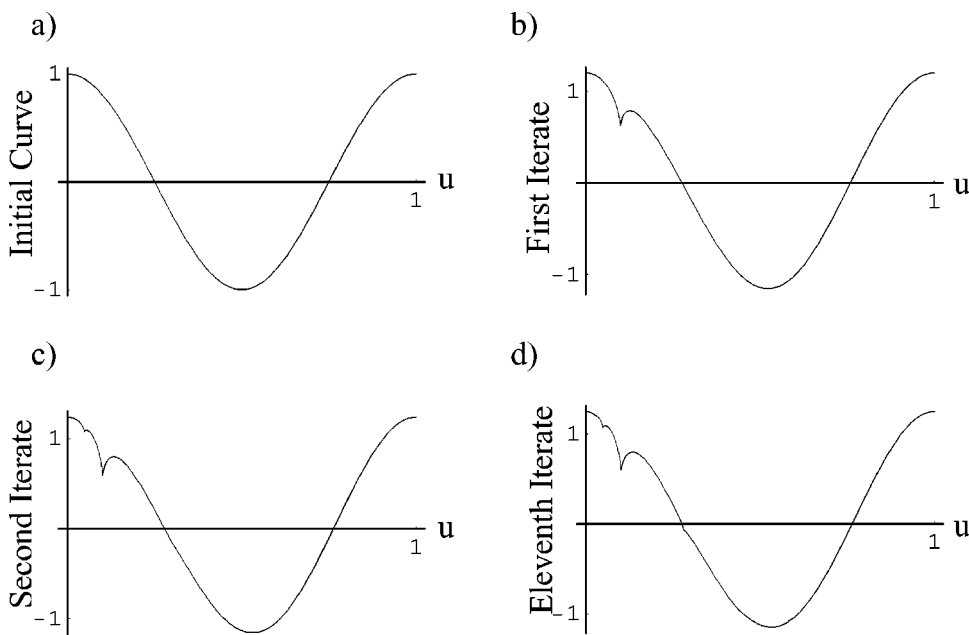 a)
Initial Curve
1
-1
u
1
b)
First Iterate
1
-1
u
1
c)
Second Iterate
1
-1
u
1
d)
Eleventh Iterate
1
-1
u
1